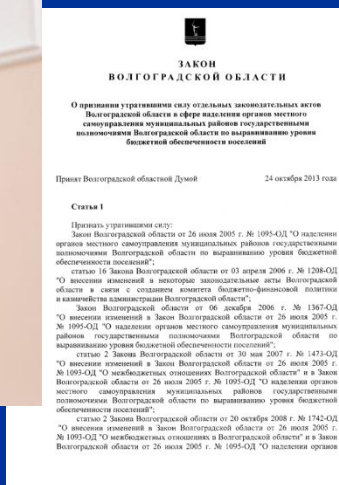 ЗАКОН
ВОЛГОГРАДСКОЙ ОБЛАСТИ
О признании утратившими силу отдельных законодательных актов
Волгоградской области в сфере наделения органов местного
самоуправления муниципальных районов государственными
полномочиями Волгоградской области по выравниванию уровня
бюджетной обеспеченности поселений
Принят Волгоградской областной Думой 24 октября 2013 года
Статья 1
Признать утратившими силу:
Закон Волгоградской области от 26 июля 2005 г. № 1095-ОД "О наделении
органов местного самоуправления муниципальных районов государственными
полномочиями Волгоградской области по выравниванию уровня бюджетной
обеспеченности поселений";
статью 16 Закона Волгоградской области от 03 апреля 2006 г. № 1208-ОД
"О внесении изменений в некоторые законодательные акты Волгоградской
области в связи с созданием комитета бюджетно-финансовой политики
и казначейства администрации Волгоградской области";
Закон Волгоградской области от 06 декабря 2006 г. № 1367-ОД
"О внесении изменений в Закон Волгоградской области от 26 июля 2005 г.
№ 1095-ОД "О наделении органов местного самоуправления муниципальных
районов государственными полномочиями Волгоградской области по
выравниванию уровня бюджетной обеспеченности поселений";
статью 2 Закона Волгоградской области от 30 мая 2007 г. № 1473-ОД
"О внесении изменений в Закон Волгоградской области от 26 июля 2005 г.
№ 1093-ОД "О межбюджетных отношениях в Волгоградской области" и в Закон
Волгоградской области от 26 июля 2005 г. № 1095-ОД "О наделении органов
местного самоуправления муниципальных районов государственными
полномочиями Волгоградской области по выравниванию уровня бюджетной
обеспеченности поселений";
статью 2 Закона Волгоградской области от 20 октября 2008 г. № 1742-ОД
"О внесении изменений в Закон Волгоградской области от 26 июля 2005 г.
№ 1093-ОД "О межбюджетных отношениях в Волгоградской области" и в Закон
Волгоградской области от 26 июля 2005 г. № 1095-ОД "О наделении органов